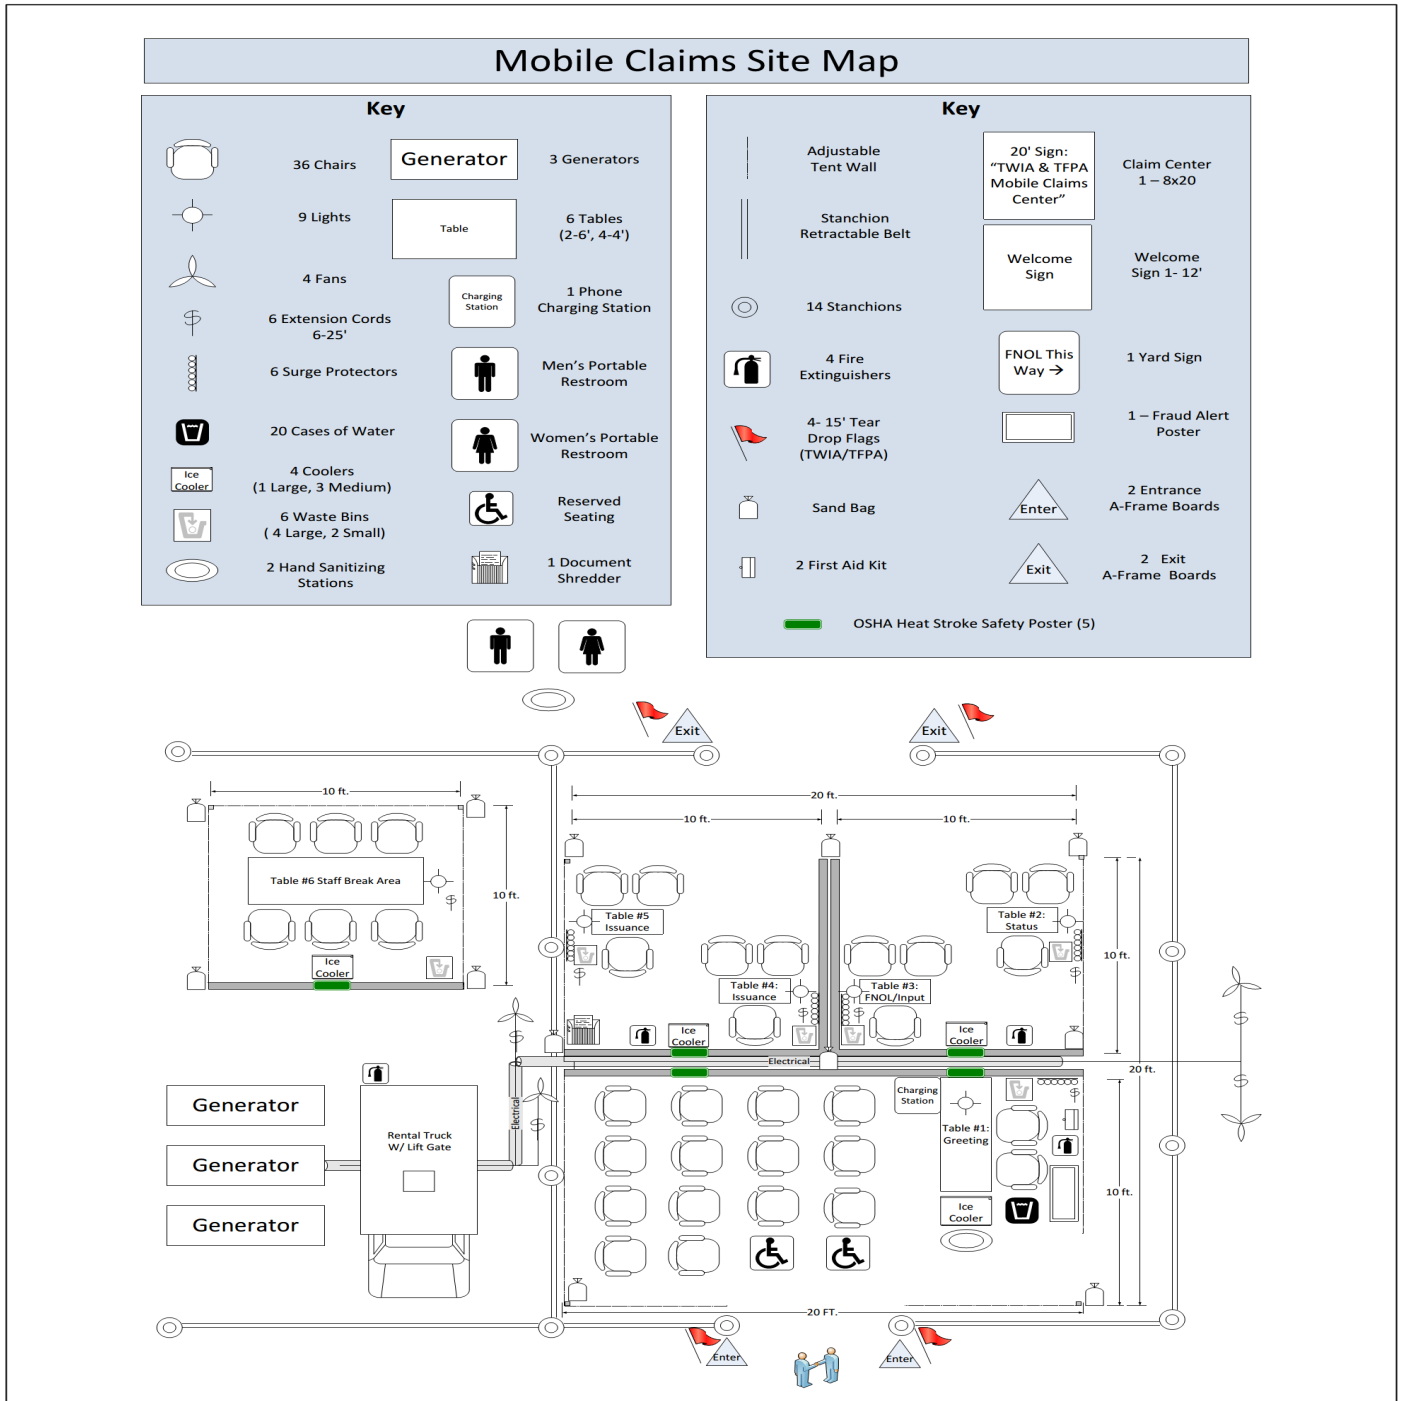 Mobile Claims Site Map
Key
36 Chairs
Generator
3 Generators
9 Lights
Table
6 Tables
(2-6', 4-4')
4 Fans
Charging
Station
1 Phone
Charging Station
6 Extension Cords
6-25'
6 Surge Protectors
Men's Portable
Restroom
20 Cases of Water
Women's Portable
Restroom
Ice
Cooler
4 Coolers
(1 Large, 3 Medium)
Reserved
Seating
6 Waste Bins
( 4 Large, 2 Small)
2 Hand Sanitizing
Stations
1 Document
Shredder
Key
Adjustable
Tent Wall
20' Sign:
“TWIA & TFPA
Mobile Claims
Center”
Claim Center
1 – 8x20
Stanchion
Retractable Belt
Welcome
Sign
Welcome
Sign 1- 12'
14 Stanchions
4 Fire
Extinguishers
FNOL This
Way →
1 Yard Sign
4- 15' Tear
Drop Flags
(TWIA/TFPA)
1 – Fraud Alert
Poster
Sand Bag
Enter
2 Entrance
A-Frame Boards
2 First Aid Kit
Exit
2 Exit
A-Frame Boards
OSHA Heat Stroke Safety Poster (5)
Exit
Exit
10 ft.
20 ft.
10 ft.
10 ft.
Table #6 Staff Break Area
10 ft.
Ice
Cooler
Table #5
Issuance
Table #2:
Status
10 ft.
Table #4:
Issuance
Table #3:
FNOL/Input
Ice
Cooler
Ice
Cooler
Electrical
20 ft.
Generator
Generator
Generator
Rental Truck
W/ Lift Gate
Electrical
Charging
Station
Table #1:
Greeting
10 ft.
Ice
Cooler
20 FT.
Enter
Enter